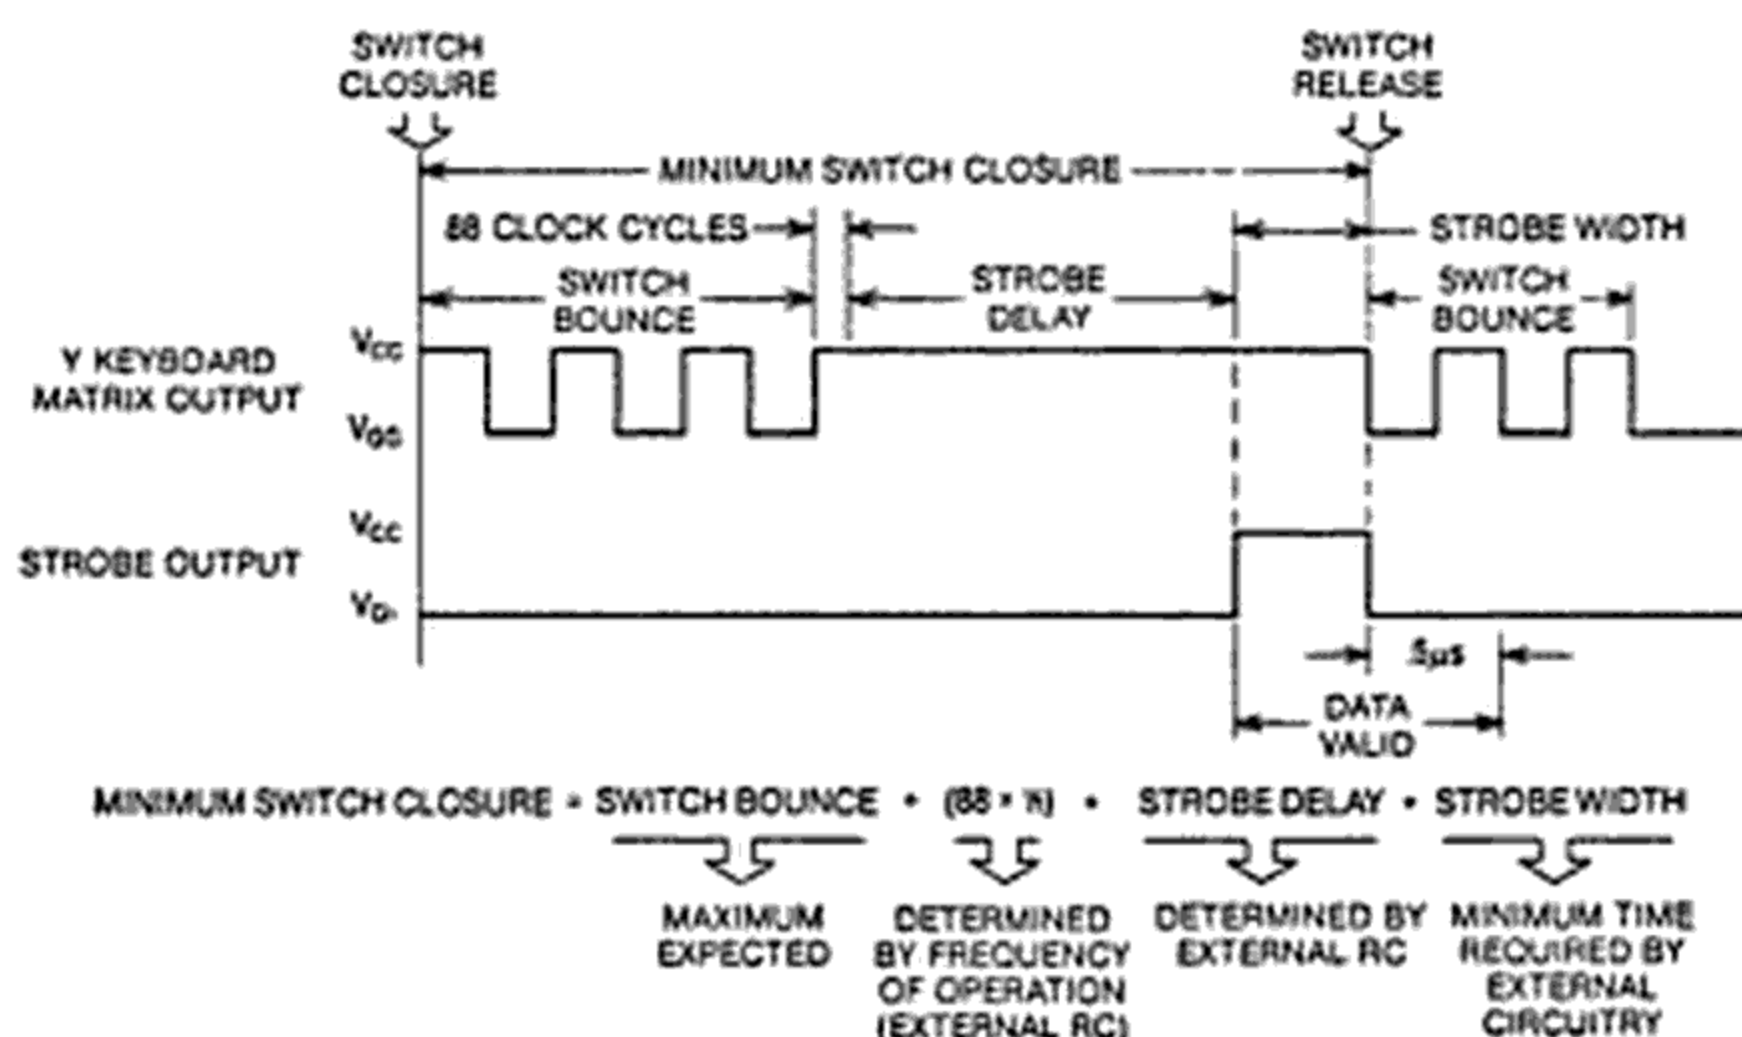 SWITCH
CLOSURE
SWITCH
RELEASE
MINIMUM SWITCH CLOSURE
88 CLOCK CYCLES
STROBE WIDTH
SWITCH
BOUNCE
STROBE
DELAY
SWITCH
BOUNCE
Y KEYBOARD
MATRIX OUTPUT
VCC
STROBE OUTPUT
VCC
5μs
DATA
VALID
MINIMUM SWITCH CLOSURE = SWITCH BOUNCE + (88 × ) + STROBE DELAY + STROBE WIDTH
MAXIMUM
EXPECTED
DETERMINED
BY FREQUENCY
OF OPERATION
(EXTERNAL RC)
DETERMINED BY
EXTERNAL RC
MINIMUM TIME
REQUIRED BY
EXTERNAL
CIRCUITRY